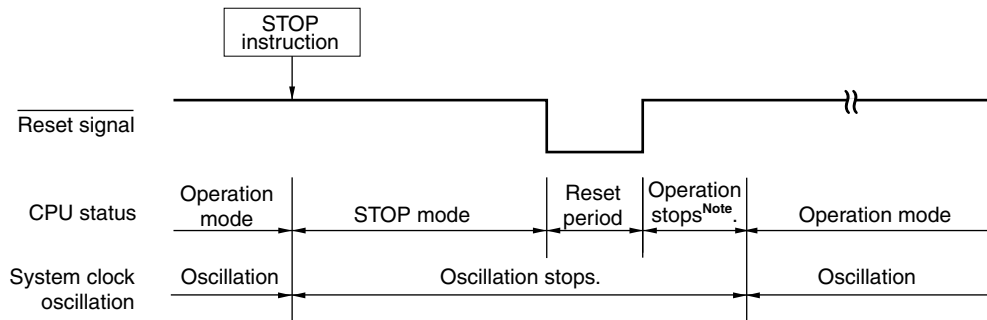 STOP
instruction
Reset signal
CPU status
Operation
mode
STOP mode
Reset
period
Operation
stopsNote.
Operation mode
System clock
oscillation
Oscillation
Oscillation stops.
Oscillation